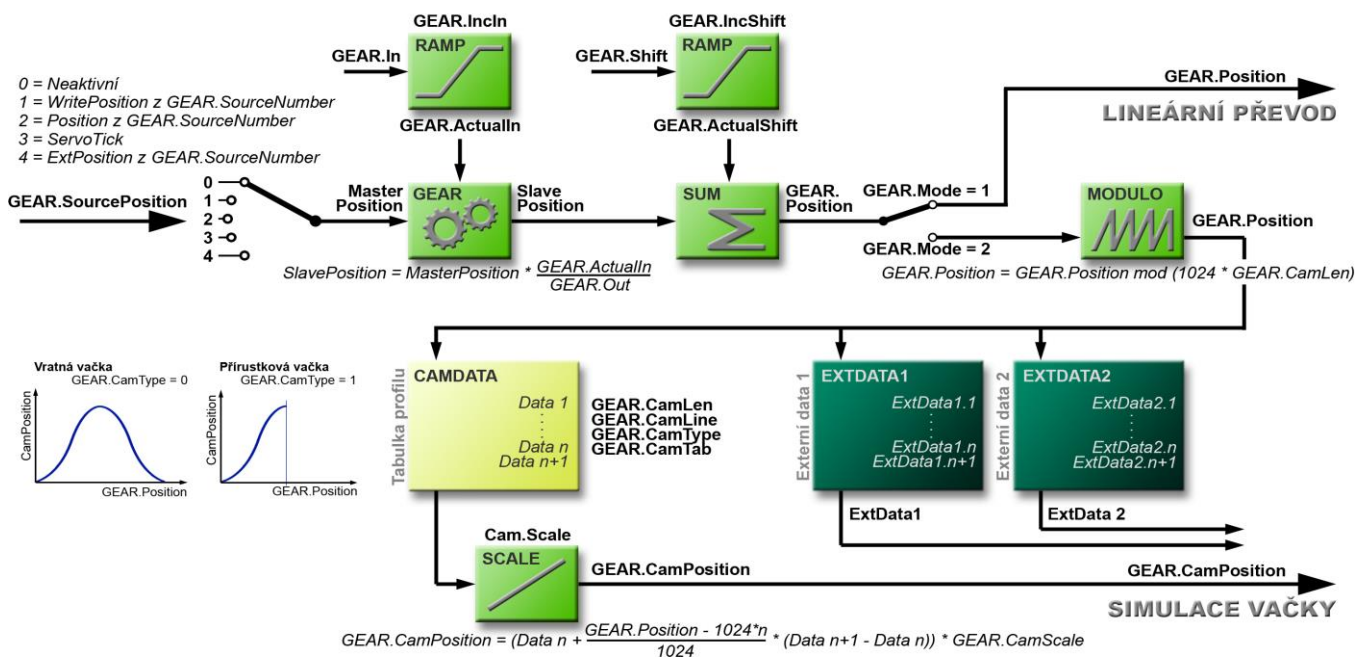 GEAR.IncIn
GEAR.In
RAMP
GEAR.ActualIn
GEAR.IncShift
GEAR.Shift
RAMP
GEAR.ActualShift
0 = Neaktivní
1 = WritePosition z GEAR.SourceNumber
2 = Position z GEAR.SourceNumber
3 = ServoTick
4 = ExtPosition z GEAR.SourceNumber
GEAR.SourcePosition
0
1
2
3
4
Master
Position
GEAR
Slave
Position
SlavePosition = MasterPosition * GEAR.ActualIn
GEAR.Out
SUM
GEAR.
Position
GEAR.Mode = 1
GEAR.Mode = 2
GEAR.Position
LINEÁRNÍ PŘEVOD
MODULO
GEAR.Position
GEAR.Position = GEAR.Position mod (1024 * GEAR.CamLen)
Vratná vačka
GEAR.CamType = 0
CamPosition
GEAR.Position
Přírustková vačka
GEAR.CamType = 1
CamPosition
GEAR.Position
Tabulka profilu
CAMDATA
Data 1
Data n
Data n+1
GEAR.CamLen
GEAR.CamLine
GEAR.CamType
GEAR.CamTab
Externí data 1
EXTDATA1
ExtData1.1
ExtData1.n
ExtData1.n+1
ExtData1
Externí data 2
EXTDATA2
ExtData2.1
ExtData2.n
ExtData2.n+1
ExtData 2
Cam.Scale
SCALE
GEAR.CamPosition
GEAR.CamPosition
SIMULACE VAČKY
GEAR.CamPosition = (Data n + GEAR.Position - 1024*n * (Data n+1 - Data n)) * GEAR.CamScale
1024